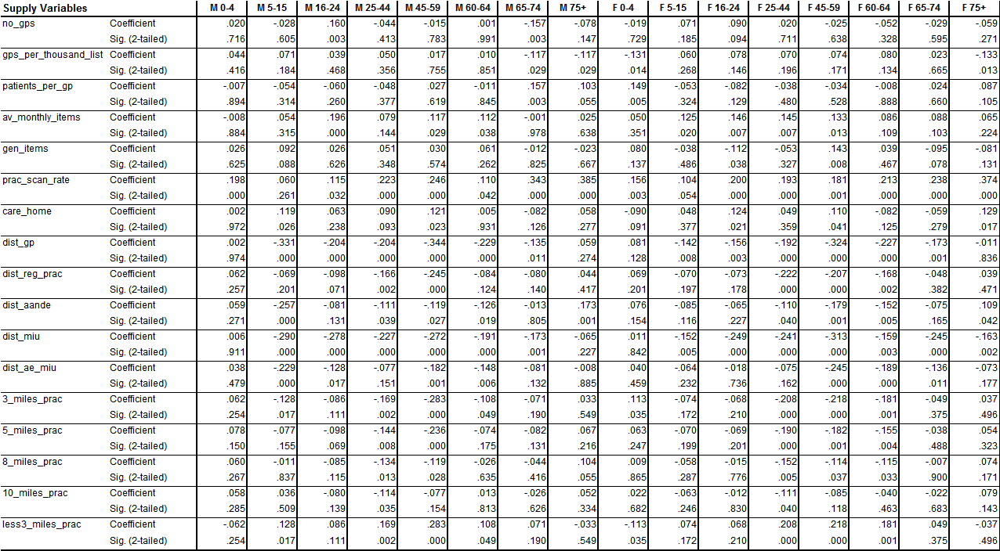 Supply Variables M 0-4 M 5-15 M 16-24 M 25-44 M 45-59 M 60-64 M 65-74 M 75+ F 0-4 F 5-15 F 16-24 F 25-44 F 45-59 F 60-64 F 65-74 F 75+
no_gps Coefficient .020 -.028 .160 -.044 -.015 .001 -.157 -.078 -.019 .071 .090 .020 -.025 -.052 -.029 -.059
Sig. (2-tailed) .716 .605 .003 .413 .783 .991 .003 .147 .729 .185 .094 .711 .638 .328 .595 .271
gps_per_thousand_list Coefficient .044 .071 .039 .050 .017 .010 -.117 -.117 -.131 .060 .078 .070 .074 .080 .023 -.133
Sig. (2-tailed) .416 .184 .468 .356 .755 .851 .029 .029 .014 .268 .146 .196 .171 .134 .665 .013
patients_per_gp Coefficient -.007 -.054 -.060 -.048 .027 -.011 .157 .103 .149 -.053 -.082 -.038 -.034 -.008 .024 .087
Sig. (2-tailed) .894 .314 .260 .377 .619 .845 .003 .055 .005 .324 .129 .480 .528 .888 .660 .105
av_monthly_items Coefficient -.008 .054 .196 .079 .117 .112 -.001 .025 .050 .125 .146 .145 .133 .086 .088 .065
Sig. (2-tailed) .884 .315 .000 .144 .029 .038 .978 .638 .351 .020 .007 .007 .013 .109 .103 .224
gen_items Coefficient .026 .092 .026 .051 .030 .061 -.012 -.023 .080 -.038 -.112 -.053 .143 .039 -.095 -.081
Sig. (2-tailed) .625 .088 .626 .348 .574 .262 .825 .667 .137 .486 .038 .327 .008 .467 .078 .131
prac_scan_rate Coefficient .198 .060 .115 .223 .246 .110 .343 .385 .156 .104 .200 .193 .181 .213 .238 .374
Sig. (2-tailed) .000 .261 .032 .000 .000 .042 .000 .000 .003 .054 .000 .000 .001 .000 .000 .000
care_home Coefficient .002 .119 .063 .090 .121 .005 -.082 .058 -.090 .048 .124 .049 .110 -.082 -.059 .129
Sig. (2-tailed) .972 .026 .238 .093 .023 .931 .126 .277 .091 .377 .021 .359 .041 .125 .279 .017
dist_gp Coefficient .002 -.331 -.204 -.204 -.344 -.229 -.135 .059 .081 -.142 -.156 -.192 -.324 -.227 -.173 -.011
Sig. (2-tailed) .974 .000 .000 .000 .000 .000 .011 .274 .128 .008 .003 .000 .000 .000 .001 .836
dist_reg_prac Coefficient .062 -.069 -.098 -.166 -.245 -.084 -.080 .044 .069 -.070 -.073 -.222 -.207 -.168 -.048 .039
Sig. (2-tailed) .257 .201 .071 .002 .000 .124 .140 .417 .201 .197 .178 .000 .000 .002 .382 .471
dist_aande Coefficient .059 -.257 -.081 -.111 -.119 -.126 -.013 .173 .076 -.085 -.065 -.110 -.179 -.152 -.075 .109
Sig. (2-tailed) .271 .000 .131 .039 .027 .019 .805 .001 .154 .116 .227 .040 .001 .005 .165 .042
dist_miu Coefficient .006 -.290 -.278 -.227 -.272 -.191 -.173 -.065 .011 -.152 -.249 -.241 -.313 -.159 -.245 -.163
Sig. (2-tailed) .911 .000 .000 .000 .000 .000 .001 .227 .842 .005 .000 .000 .000 .003 .000 .002
dist_ae_miu Coefficient .038 -.229 -.128 -.077 -.182 -.148 -.081 -.008 .040 -.064 -.018 -.075 -.245 -.189 -.136 -.073
Sig. (2-tailed) .479 .000 .017 .151 .001 .006 .132 .885 .459 .232 .736 .162 .000 .000 .011 .177
3_miles_prac Coefficient .062 -.128 -.086 -.169 -.283 -.108 -.071 .033 .113 -.074 -.068 -.208 -.218 -.181 -.049 .037
Sig. (2-tailed) .254 .017 .111 .002 .000 .049 .190 .549 .035 .172 .210 .000 .000 .001 .375 .496
5_miles_prac Coefficient .078 -.077 -.098 -.144 -.236 -.074 -.082 .067 .063 -.070 -.069 -.190 -.182 -.155 -.038 .054
Sig. (2-tailed) .150 .155 .069 .008 .000 .175 .131 .216 .247 .199 .201 .000 .001 .004 .488 .323
8_miles_prac Coefficient .060 -.011 -.085 -.134 -.119 -.026 -.044 .104 .009 -.058 -.015 -.152 -.114 -.115 -.007 .074
Sig. (2-tailed) .267 .837 .115 .013 .028 .635 .416 .055 .865 .287 .776 .005 .037 .033 .900 .171
10_miles_prac Coefficient .058 .036 -.080 -.114 -.077 .013 -.026 .052 .022 -.063 -.012 -.111 -.085 -.040 -.022 .079
Sig. (2-tailed) .285 .509 .139 .035 .154 .813 .626 .334 .682 .246 .830 .040 .118 .463 .683 .143
less3_miles_prac Coefficient -.062 .128 .086 .169 .283 .108 .071 -.033 -.113 .074 .068 .208 .218 .181 .049 -.037
Sig. (2-tailed) .254 .017 .111 .002 .000 .049 .190 .549 .035 .172 .210 .000 .000 .001 .375 .496